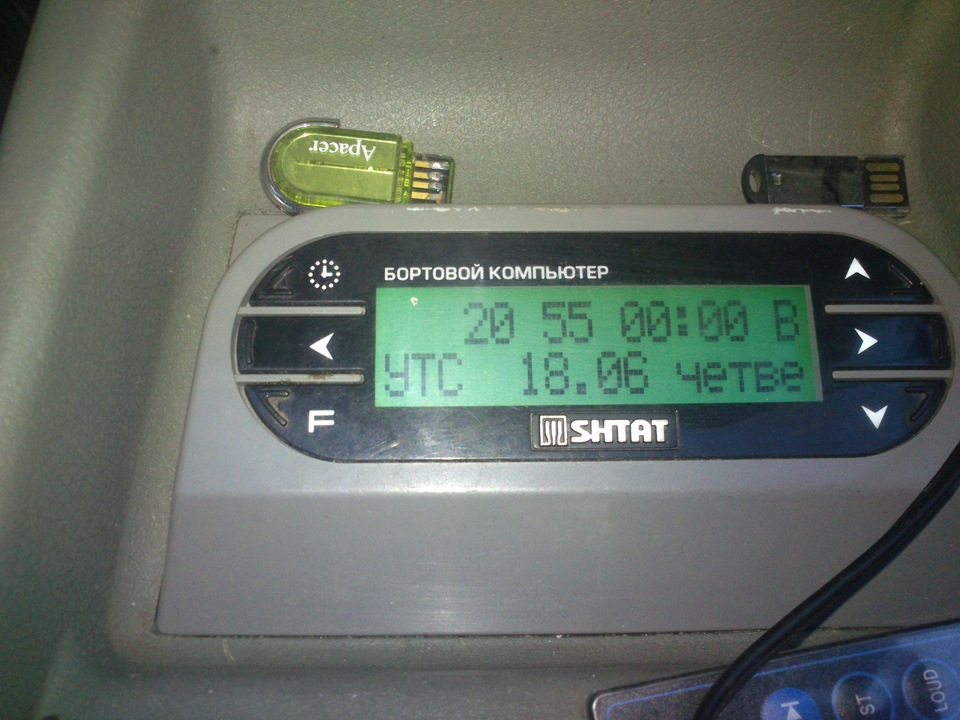 Apacer
БОРТОВОЙ КОМПЬЮТЕР
20 55 00:00 В
УТС 18.06 четве
F
SHTAT
ST
LOUD